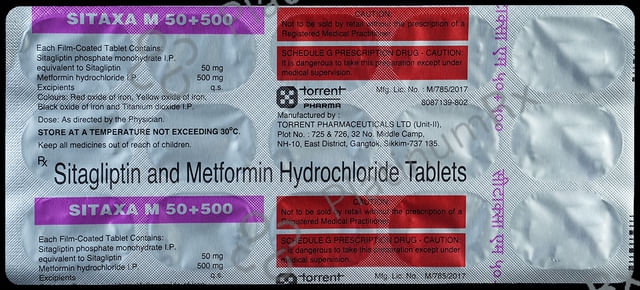 SITAXA M 50+500
Each Film-Coated Tablet Contains:
Sitagliptin phosphate monohydrate I.P.
equivalent to Sitagliptin 50 mg
Metformin hydrochloride I.P. 500 mg
Excipients q.s.
Colours: Red oxide of iron, Yellow oxide of iron,
Black oxide of iron and Titanium dioxide I.P.
Dose: As directed by the Physician.
STORE AT A TEMPERATURE NOT EXCEEDING 30°C.
Keep all medicines out of reach of children.
CAUTION:
Not to be sold by retail without the prescription of a
Registered Medical Practitioner.
SCHEDULE G PRESCRIPTION DRUG - CAUTION:
It is dangerous to take this preparation except under
medical supervision.
torrent
PHARMA
Mfg. Lic. No. : M/785/2017
8087139-802
Manufactured by :
TORRENT PHARMACEUTICALS LTD (Unit-II),
Plot No. : 725 & 726, 32 No. Middle Camp,
NH-10, East District, Gangtok, Sikkim-737 135.
Rx Sitagliptin and Metformin Hydrochloride Tablets
SITAXA M 50+500
Each Film-Coated Tablet Contains:
Sitagliptin phosphate monohydrate I.P.
equivalent to Sitagliptin 50 mg
Metformin hydrochloride I.P. 500 mg
Excipients q.s.
CAUTION:
Not to be sold by retail without the prescription of a
Registered Medical Practitioner.
SCHEDULE G PRESCRIPTION DRUG - CAUTION:
It is dangerous to take this preparation except under
medical supervision.
torrent
Mfg. Lic. No. : M/785/2017
सीटाक्सा एम ५०+५००
सीटाक्सा एम ५०
PlatinumRx